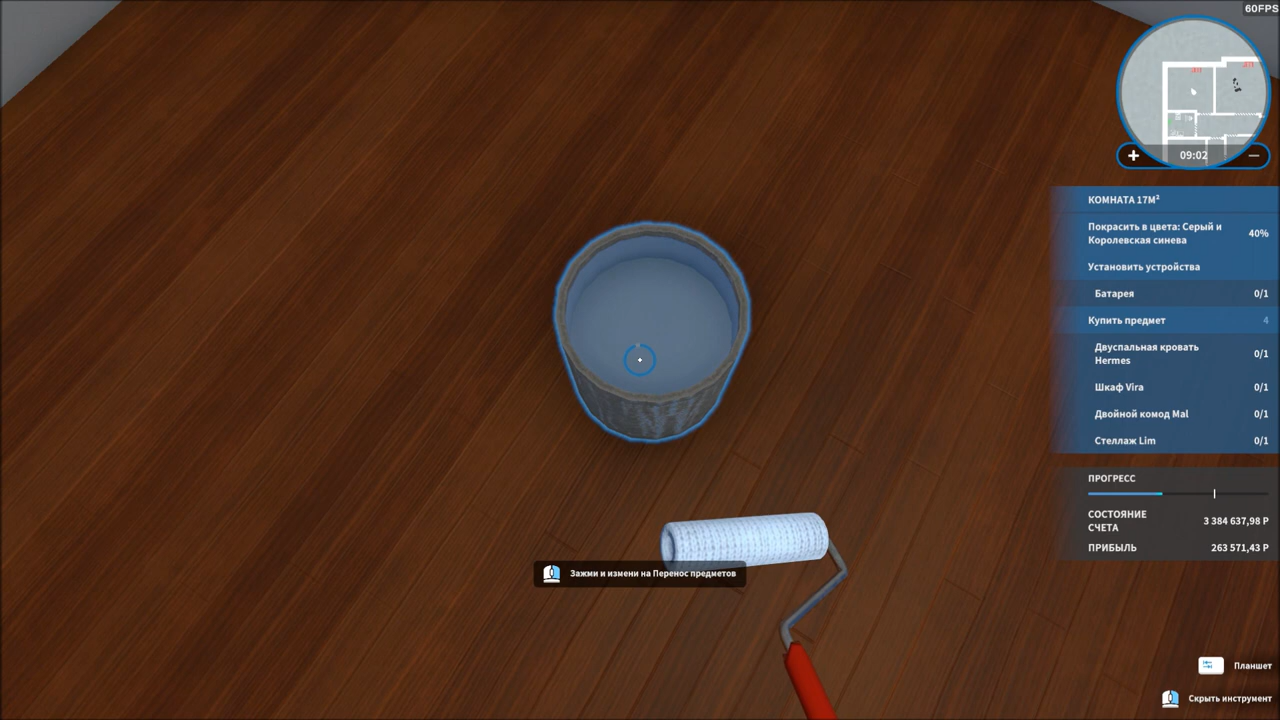 60FPS
09:02
КОМНАТА 17М²
Покрасить в цвета: Серый и
Королевская синева
40%
Установить устройства
Батарея 0/1
Купить предмет 4
Двуспальная кровать
Hermes
0/1
Шкаф Vira 0/1
Двойной комод Mal 0/1
Стеллаж Lim 0/1
ПРОГРЕСС
СОСТОЯНИЕ
СЧЕТА
3 384 637,98 Р
ПРИБЫЛЬ 263 571,43 Р
Зажми и измени на Перенос предметов
Планшет
Скрыть инструмент